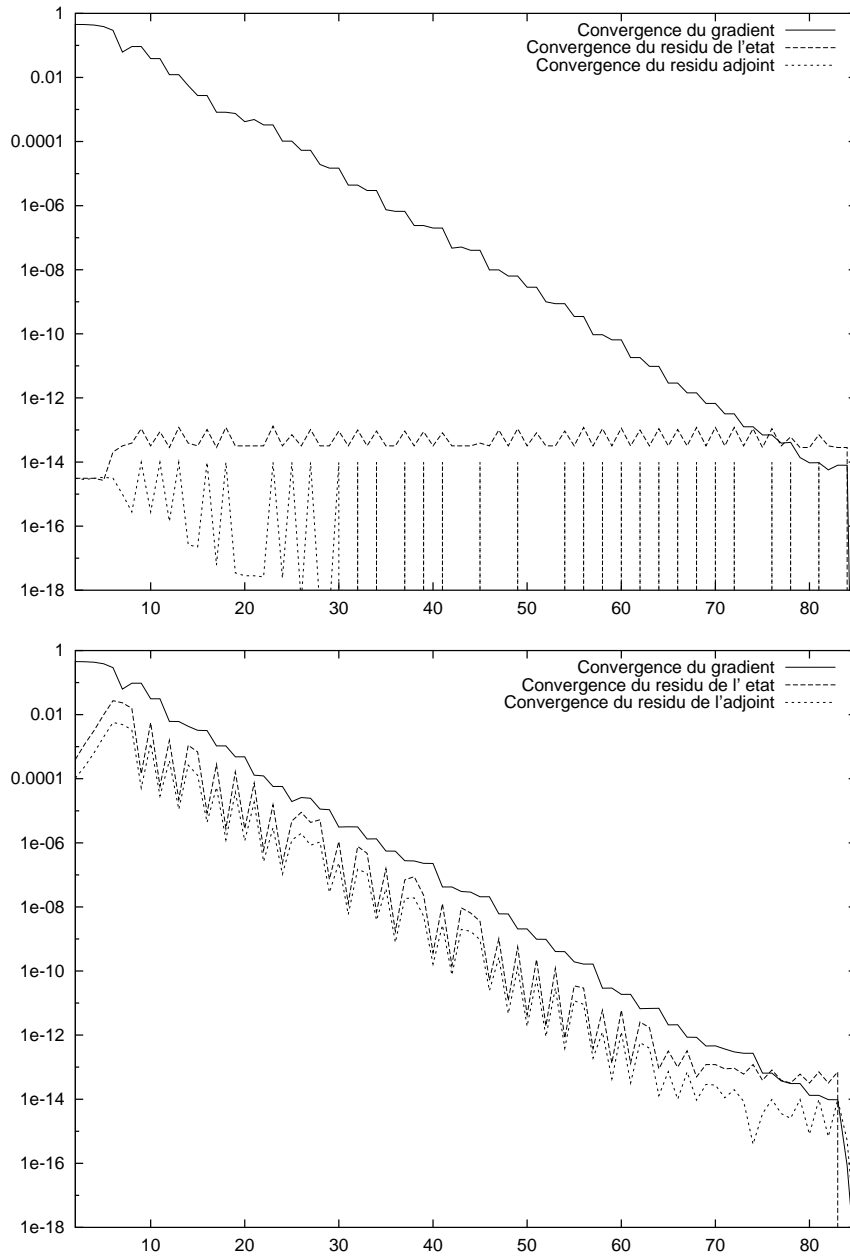 Convergence du gradient
Convergence du residu de l'etat
Convergence du residu adjoint
1
0.01
0.0001
1e-06
1e-08
1e-10
1e-12
1e-14
1e-16
1e-18
10 20 30 40 50 60 70 80
Convergence du gradient
Convergence du residu de l' etat
Convergence du residu de l'adjoint
1
0.01
0.0001
1e-06
1e-08
1e-10
1e-12
1e-14
1e-16
1e-18
10 20 30 40 50 60 70 80